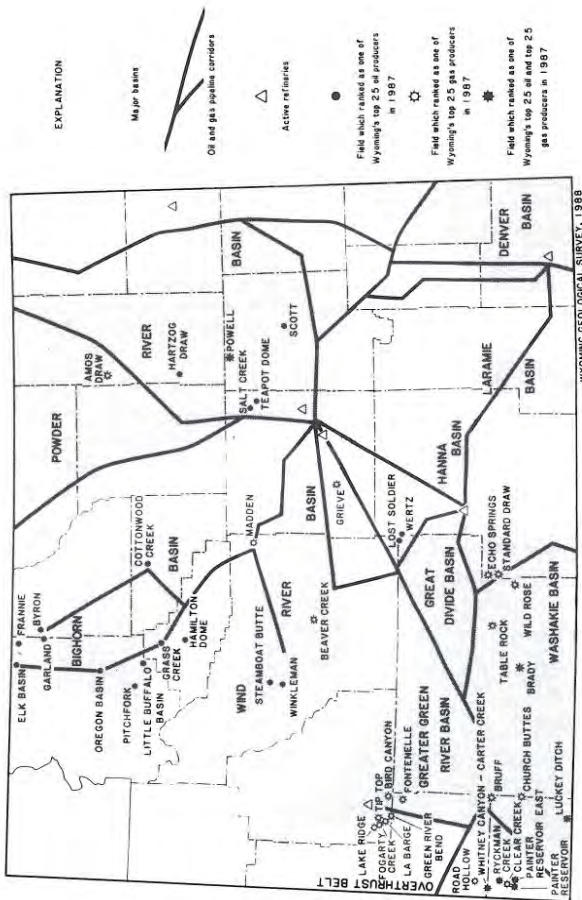 EXPLANATION
Major basins
Oil and gas pipeline corridors
Active refineries
Field which ranked as one of
Wyoming's top 25 oil producers
in 1987
Field which ranked as one of
Wyoming's top 25 gas producers
in 1987
Field which ranked as one of
Wyoming's top 25 oil and top 25
gas producers in 1987
ELK BASIN
FRANNIE
BYRON
GARLAND
BIGHORN
BASIN
OREGON BASIN
PITCHFORK
LITTLE BUFFALO
BASIN
GRASS
CREEK
HAMILTON
DOME
COTTONWOOD
CREEK
POWDER
RIVER
BASIN
AMOS
DRAW
HARTZOG
DRAW
POWELL
SALT CREEK
TEAPOT DOME
SCOTT
WIND
RIVER
BASIN
MADDEN
STEAMBOAT BUTTE
WINKLEMAN
BEAVER CREEK
GRIEVE
LOST SOLDIER
WERTZ
GREAT
DIVIDE BASIN
HANNA
BASIN
LARAMIE
BASIN
DENVER
BASIN
OVERTHRUST BELT
LAKE RIDGE
FOGARTY
CREEK
TIP TOP
BIRD CANYON
LA BARGE
FONTENELLE
GREEN RIVER
BEND
GREATER GREEN
RIVER BASIN
ROAD
HOLLOW
WHITNEY CANYON – CARTER CREEK
BRUFF
RYCKMAN
CREEK
CLEAR CREEK
CHURCH BUTTES
PAINTER
RESERVOIR EAST
PAINTER
RESERVOIR
LUCKEY DITCH
TABLE ROCK
BRADY
ECHO SPRINGS
STANDARD DRAW
WILD ROSE
WASHAKIE BASIN
WYOMING GEOLOGICAL SURVEY, 1988